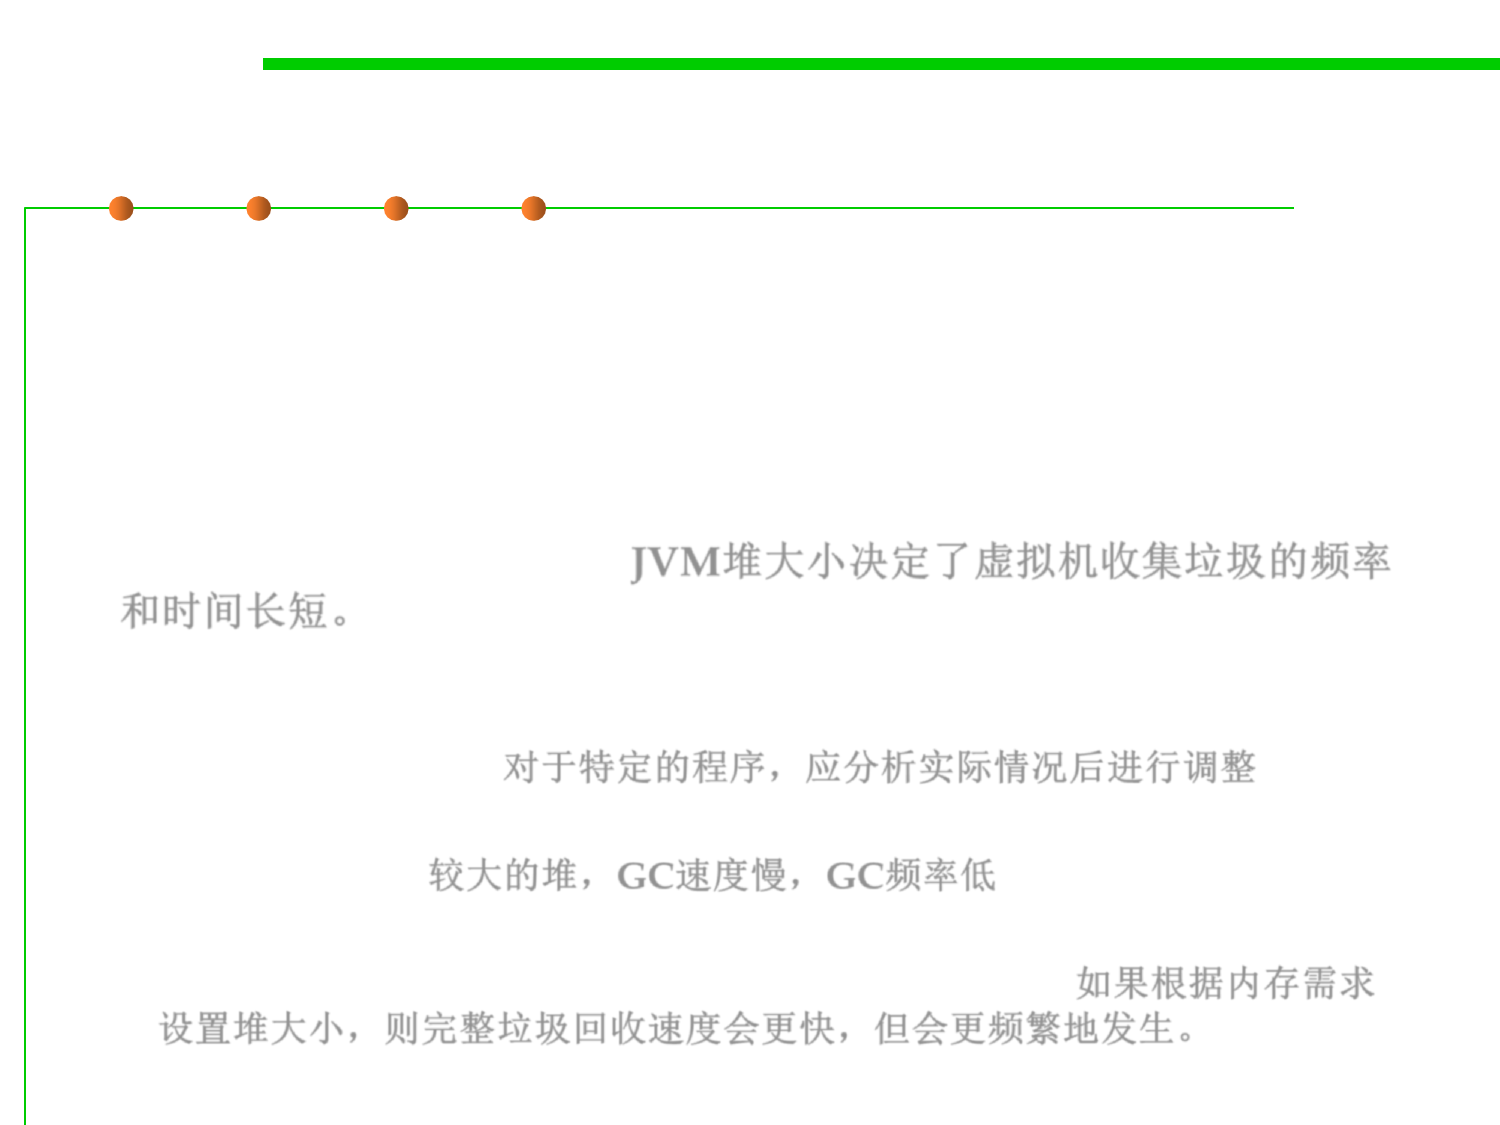 JVM堆大小决定了虚拟机收集垃圾的频率
和时间长短。
对于特定的程序，应分析实际情况后进行调整
较大的堆，GC速度慢，GC频率低
如果根据内存需求
设置堆大小，则完整垃圾回收速度会更快，但会更频繁地发生。